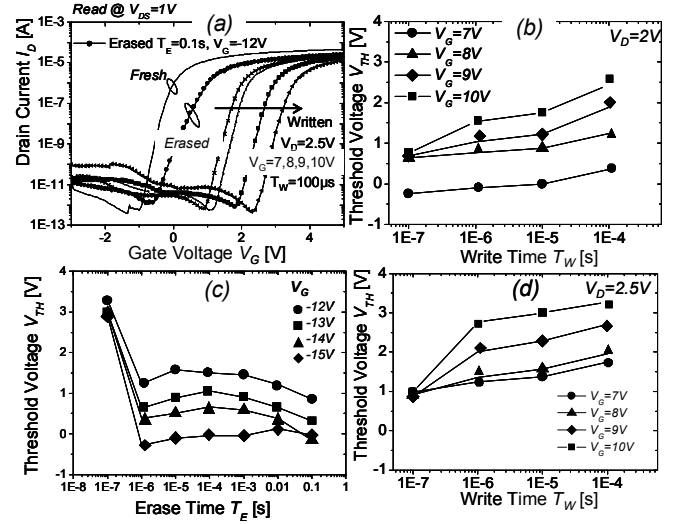 Read @ V_DS=1V
1E-3
Erased T_E=0.1s, V_G=-12V
(a)
1E-5
Fresh
1E-7
Written
Erased
V_D=2.5V
1E-9
V_G=7,8,9,10V
1E-11
T_W=100μs
1E-13
-2 0 2 4
Gate Voltage V_G [V]
Drain Current I_D [A]
4
V_G=7V
(b)
V_D=2V
V_G=8V
3
V_G=9V
2
V_G=10V
1
0
-1
1E-7 1E-6 1E-5 1E-4
Write Time T_W [s]
Threshold Voltage V_TH [V]
4
(c)
V_G
3
-12V
-13V
2
-14V
-15V
1
0
-1
1E-8 1E-7 1E-6 1E-5 1E-4 1E-3 0.01 0.1 1
Erase Time T_E [s]
Threshold Voltage V_TH [V]
4
(d)
V_D=2.5V
3
2
1
V_G=7V
V_G=8V
0
V_G=9V
V_G=10V
-1
1E-7 1E-6 1E-5 1E-4
Write Time T_W [s]
Threshold Voltage V_TH [V]